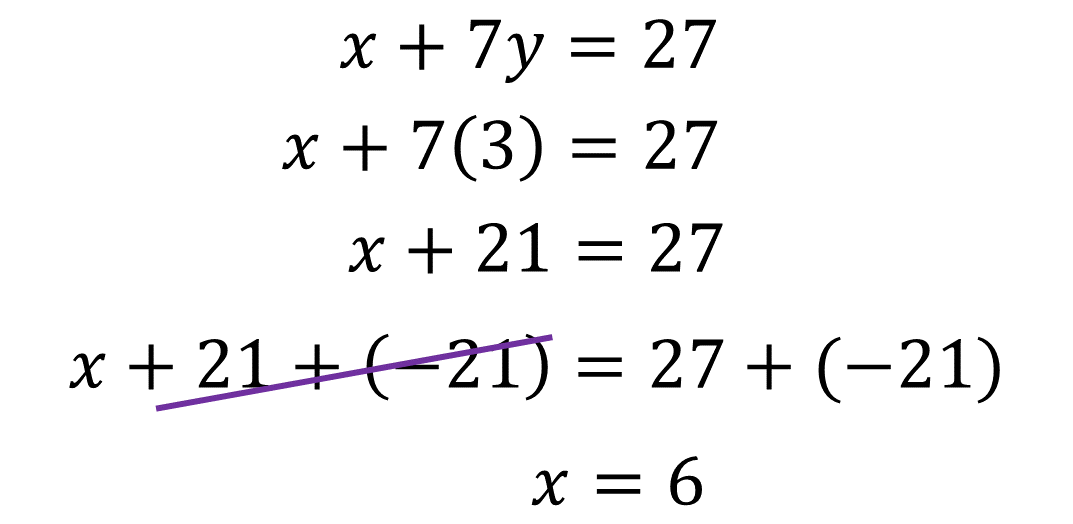 x + 7y = 27
x + 7(3) = 27
x + 21 = 27
x + 21 + (−21) = 27 + (−21)
x = 6